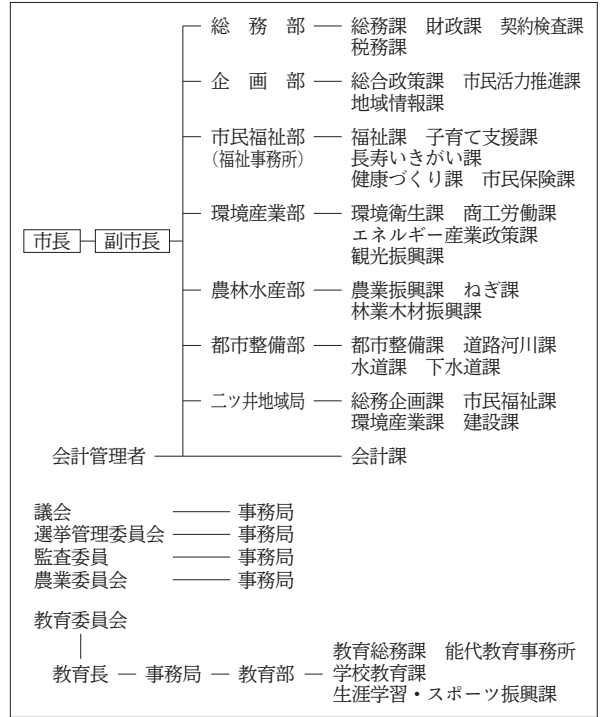 総務部 総務課 財政課 契約検査課
税務課
企画部 総合政策課 市民活力推進課
地域情報課
市民福祉部 福祉課 子育て支援課
(福祉事務所) 長寿いきがい課
健康づくり課 市民保険課
環境産業部 環境衛生課 商工労働課
市長 副市長 エネルギー産業政策課
観光振興課
農林水産部 農業振興課 ねぎ課
林業木材振興課
都市整備部 都市整備課 道路河川課
水道課 下水道課
二ツ井地域局 総務企画課 市民福祉課
環境産業課 建設課
会計管理者 会計課
議会 事務局
選挙管理委員会 事務局
監査委員 事務局
農業委員会 事務局
教育委員会
教育総務課 能代教育事務所
教育長 事務局 教育部 学校教育課
生涯学習・スポーツ振興課